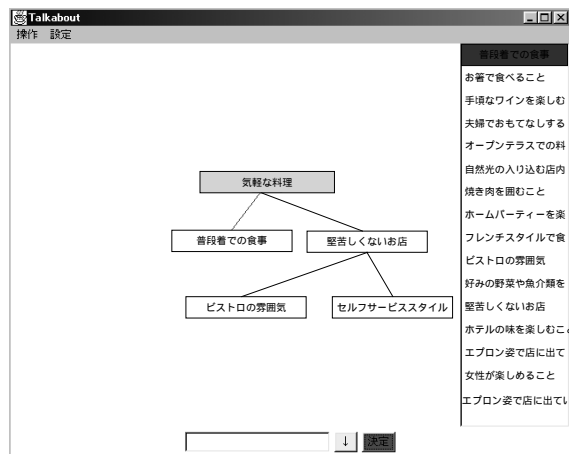 Talkabout
操作 設定
普段着での食事
お箸で食べること
手頃なワインを楽しむ
夫婦でおもてなしする
オープンテラスでの料
自然光の入り込む店内
焼き肉を囲むこと
ホームパーティーを楽
フレンチスタイルで食
ビストロの雰囲気
好みの野菜や魚介類を
堅苦しくないお店
ホテルの味を楽しむこと
エプロン姿で店に出て
女性が楽しめること
エプロン姿で店に出てい
気軽な料理
普段着での食事
堅苦しくないお店
ビストロの雰囲気
セルフサービススタイル
↓ 決定